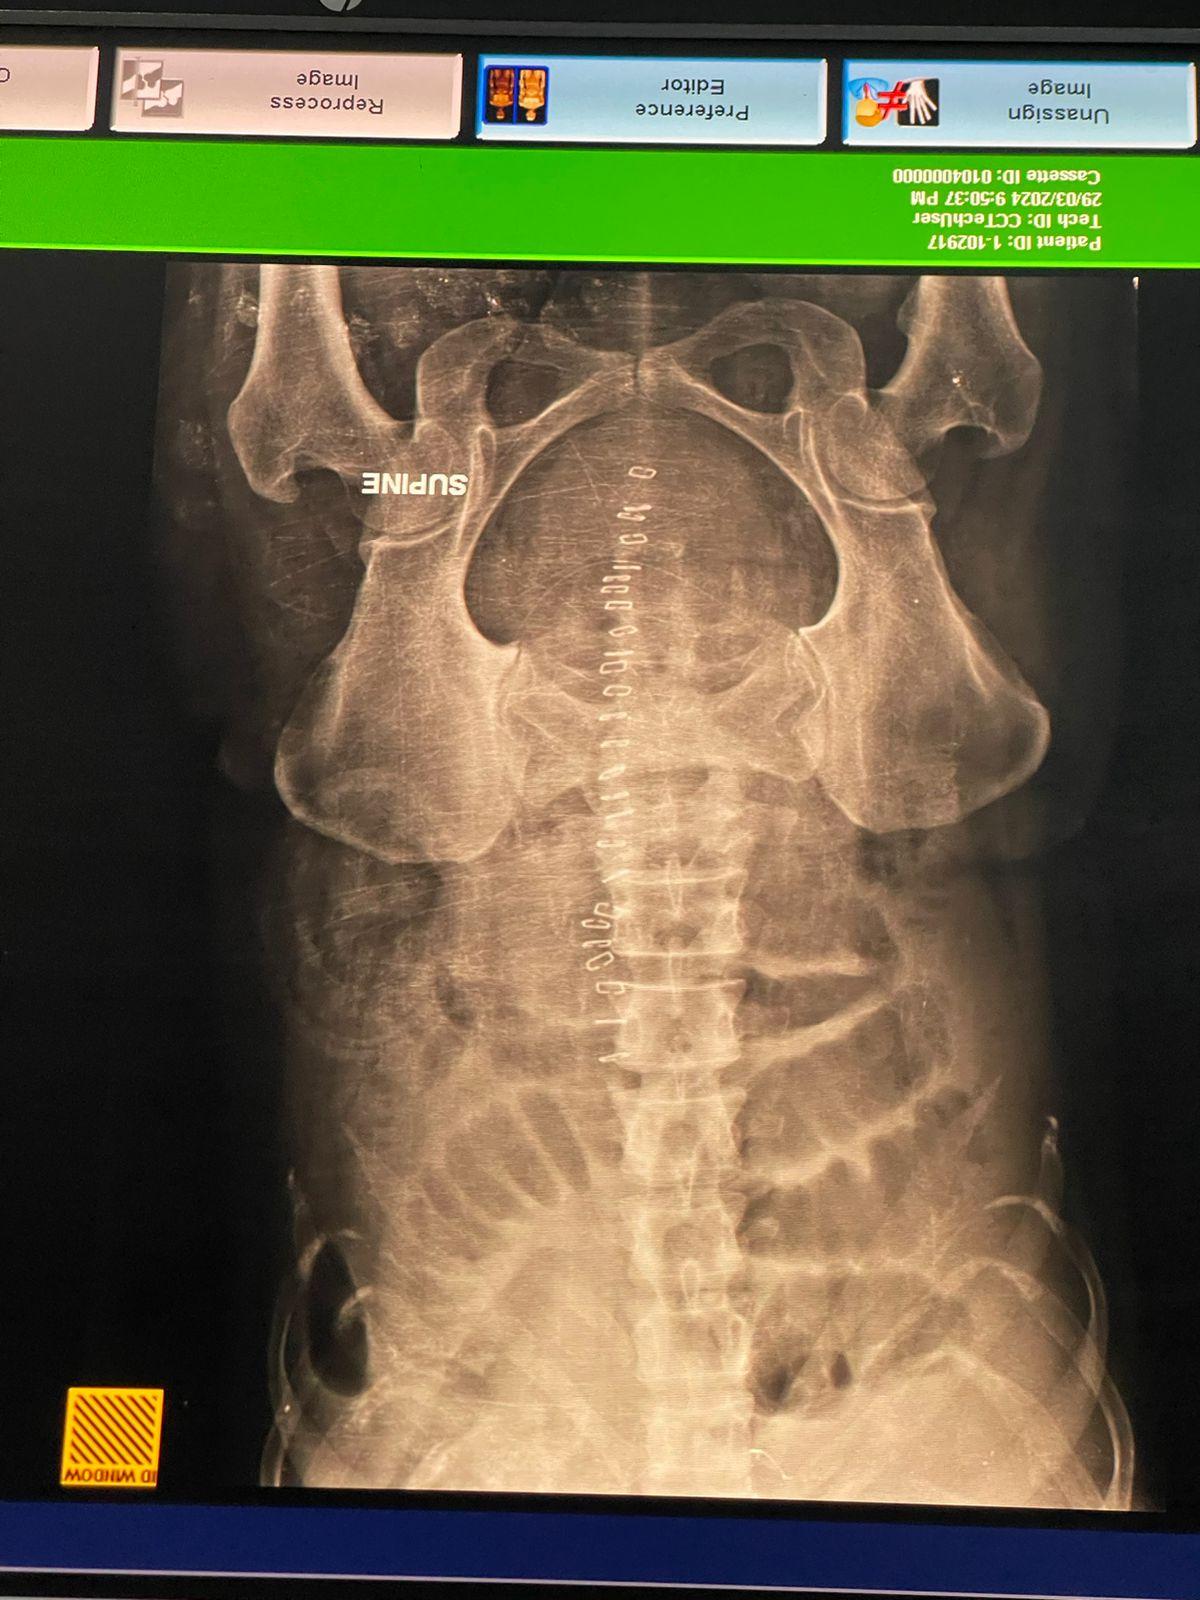 Patient ID: 1-102917
Tech ID: CCTechUser
29/03/2024 9:50:37 PM
Cassette ID: 0104000000
Unassign
Image
Preference
Editor
Reprocess
Image
SUPINE
ID WINDOW